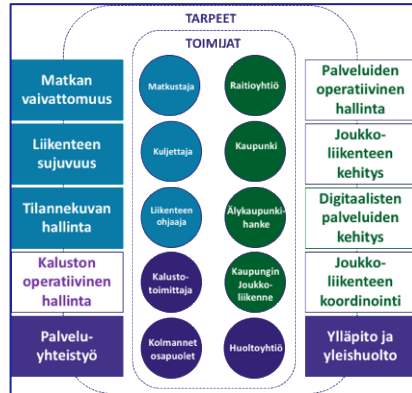 TARPEET
TOIMIJAT
Matkan
vaivattomuus
Matkustaja
Raitioyhtiö
Palveluiden
operatiivinen
hallinta
Liikenteen
sujuvuus
Kuljettaja
Kaupunki
Joukko-
liikenteen
kehitys
Tilannekuvan
hallinta
Liikenteen
ohjaaja
Älykaupunki-
hanke
Digitaalisten
palveluiden
kehitys
Kaluston
operatiivinen
hallinta
Kalusto-
toimittaja
Kaupungin
Joukko-
liikenne
Joukko-
liikenteen
koordinointi
Palvelu-
yhteistyö
Kolmannet
osapuolet
Huoltoyhtiö
Ylläpito ja
yleishuolto